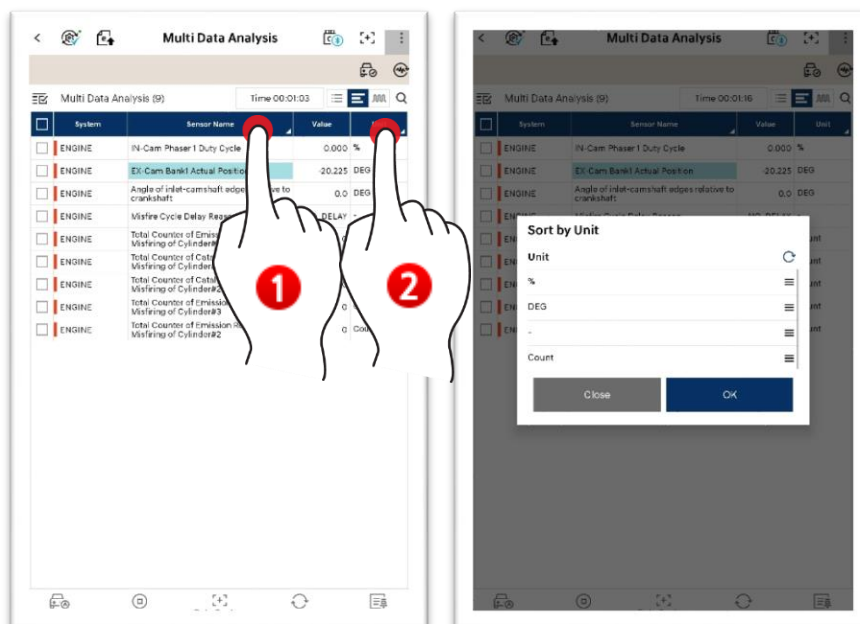 Multi Data Analysis
Multi Data Analysis (9)
Time 00:01:03
System
Sensor Name
Value
ENGINE
IN-Cam Phaser 1 Duty Cycle
0.000
%
ENGINE
EX-Cam Bank1 Actual Position
-20.225
DEG
ENGINE
Angle of inlet-camshaft edges relative to
crankshaft
0.0
DEG
ENGINE
Misfire Cycle Delay
DELAY
-
ENGINE
Total Counter of
Misfiring of
ENGINE
Total Counter of
Misfiring of
ENGINE
Total Counter of
Misfiring of Cylinder#2
ENGINE
Total Counter of Emission
Misfiring of Cylinder#3
ENGINE
Total Counter of Emission
Misfiring of Cylinder#2
0
1
2
Multi Data Analysis
Multi Data Analysis (9)
Time 00:01:16
System
Sensor Name
Value
Unit
ENGINE
IN-Cam Phaser 1 Duty Cycle
0.000
%
ENGINE
EX-Cam Bank1 Actual Position
-20.225
DEG
ENGINE
Angle of inlet-camshaft edges relative to
crankshaft
0.0
DEG
Sort by Unit
Unit
%
DEG
-
Count
Close
OK